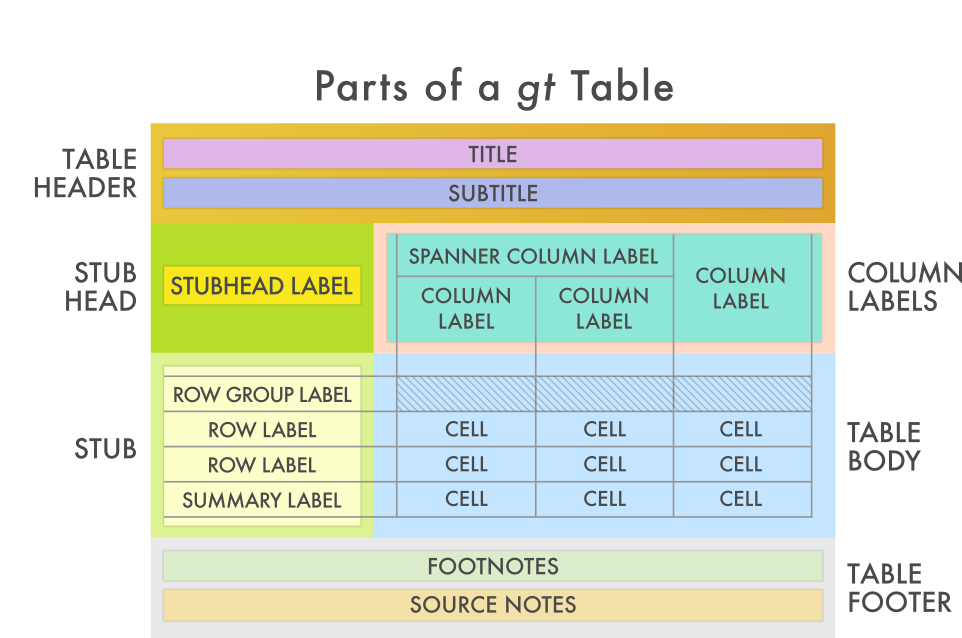 Parts of a gt Table
TABLE
HEADER
TITLE
SUBTITLE
STUB
HEAD
STUBHEAD LABEL
SPANNER COLUMN LABEL
COLUMN
LABEL
COLUMN
LABEL
COLUMN
LABEL
COLUMN
LABELS
STUB
ROW GROUP LABEL
ROW LABEL CELL CELL CELL
ROW LABEL CELL CELL CELL
SUMMARY LABEL CELL CELL CELL
TABLE
BODY
FOOTNOTES
SOURCE NOTES
TABLE
FOOTER